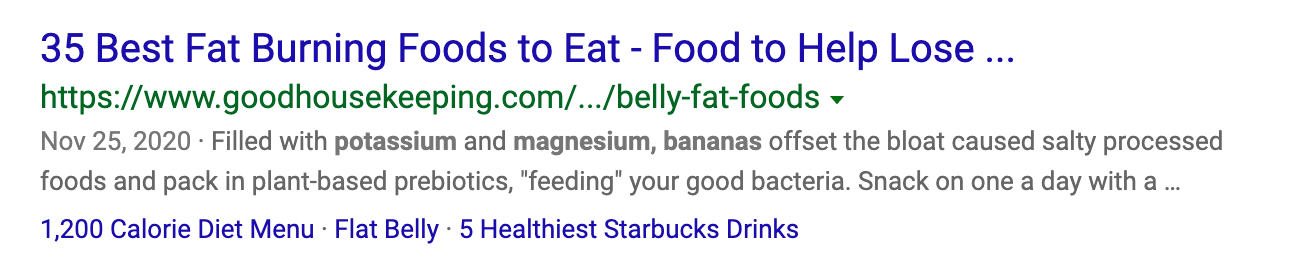 35 Best Fat Burning Foods to Eat - Food to Help Lose ...
https://www.goodhousekeeping.com/.../belly-fat-foods
Nov 25, 2020 · Filled with potassium and magnesium, bananas offset the bloat caused salty processed
foods and pack in plant-based prebiotics, "feeding" your good bacteria. Snack on one a day with a ...
1,200 Calorie Diet Menu · Flat Belly · 5 Healthiest Starbucks Drinks